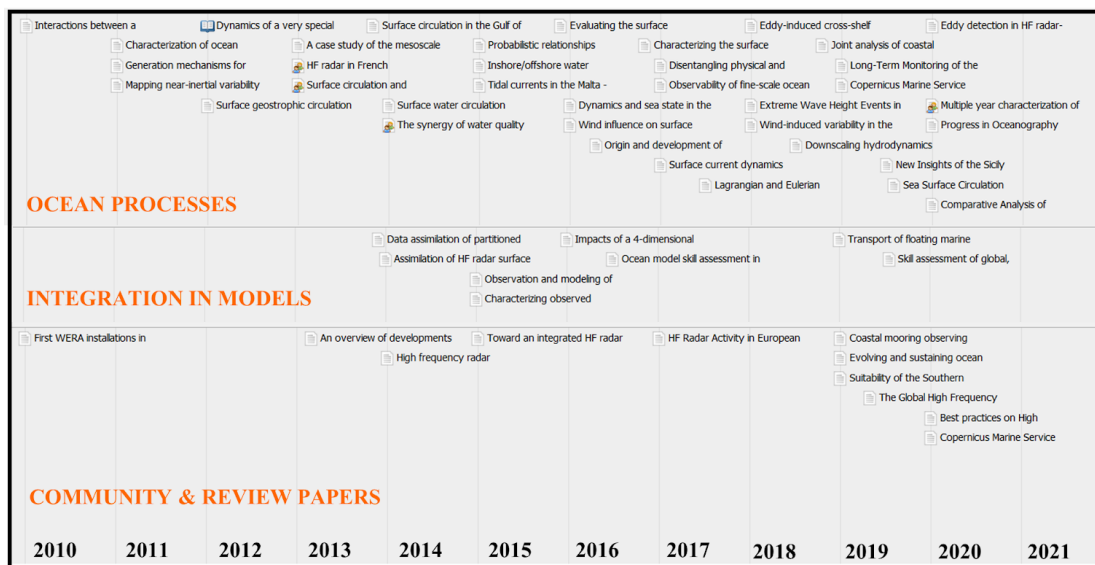 Interactions between a Dynamics of a very special Surface circulation in the Gulf of Evaluating the surface Eddy-induced cross-shelf Eddy detection in HF radar-
Characterization of ocean A case study of the mesoscale Probabilistic relationships Characterizing the surface Joint analysis of coastal
Generation mechanisms for HF radar in French Inshore/offshore water Disentangling physical and Long-Term Monitoring of the
Mapping near-inertial variability Surface circulation and Tidal currents in the Malta - Observability of fine-scale ocean Copernicus Marine Service
Surface geostrophic circulation Surface water circulation Dynamics and sea state in the Extreme Wave Height Events in Multiple year characterization of
The synergy of water quality Wind influence on surface Wind-induced variability in the Progress in Oceanography
Origin and development of Downscaling hydrodynamics
Surface current dynamics New Insights of the Sicily
Lagrangian and Eulerian Sea Surface Circulation
OCEAN PROCESSES Comparative Analysis of
Data assimilation of partitioned Impacts of a 4-dimensional Transport of floating marine
Assimilation of HF radar surface Ocean model skill assessment in Skill assessment of global,
Observation and modeling of
INTEGRATION IN MODELS Characterizing observed
First WERA installations in An overview of developments Toward an integrated HF radar HF Radar Activity in European Coastal mooring observing
High frequency radar Evolving and sustaining ocean
Suitability of the Southern
The Global High Frequency
Best practices on High
Copernicus Marine Service
COMMUNITY & REVIEW PAPERS
2010 2011 2012 2013 2014 2015 2016 2017 2018 2019 2020 2021